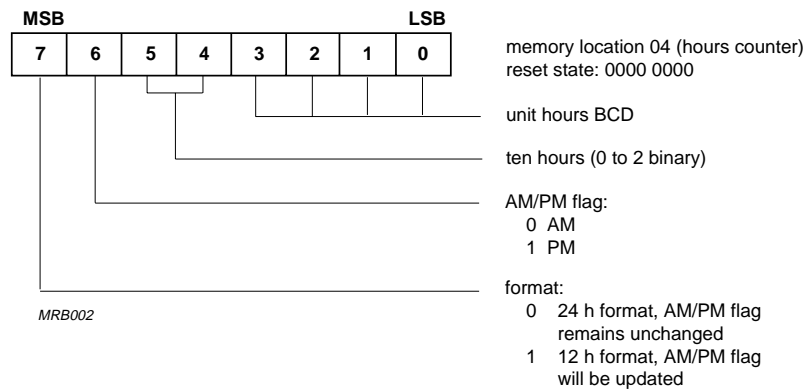 MSB LSB
7 6 5 4 3 2 1 0
memory location 04 (hours counter)
reset state: 0000 0000
unit hours BCD
ten hours (0 to 2 binary)
AM/PM flag:
0 AM
1 PM
format:
0 24 h format, AM/PM flag
remains unchanged
1 12 h format, AM/PM flag
will be updated
MRB002